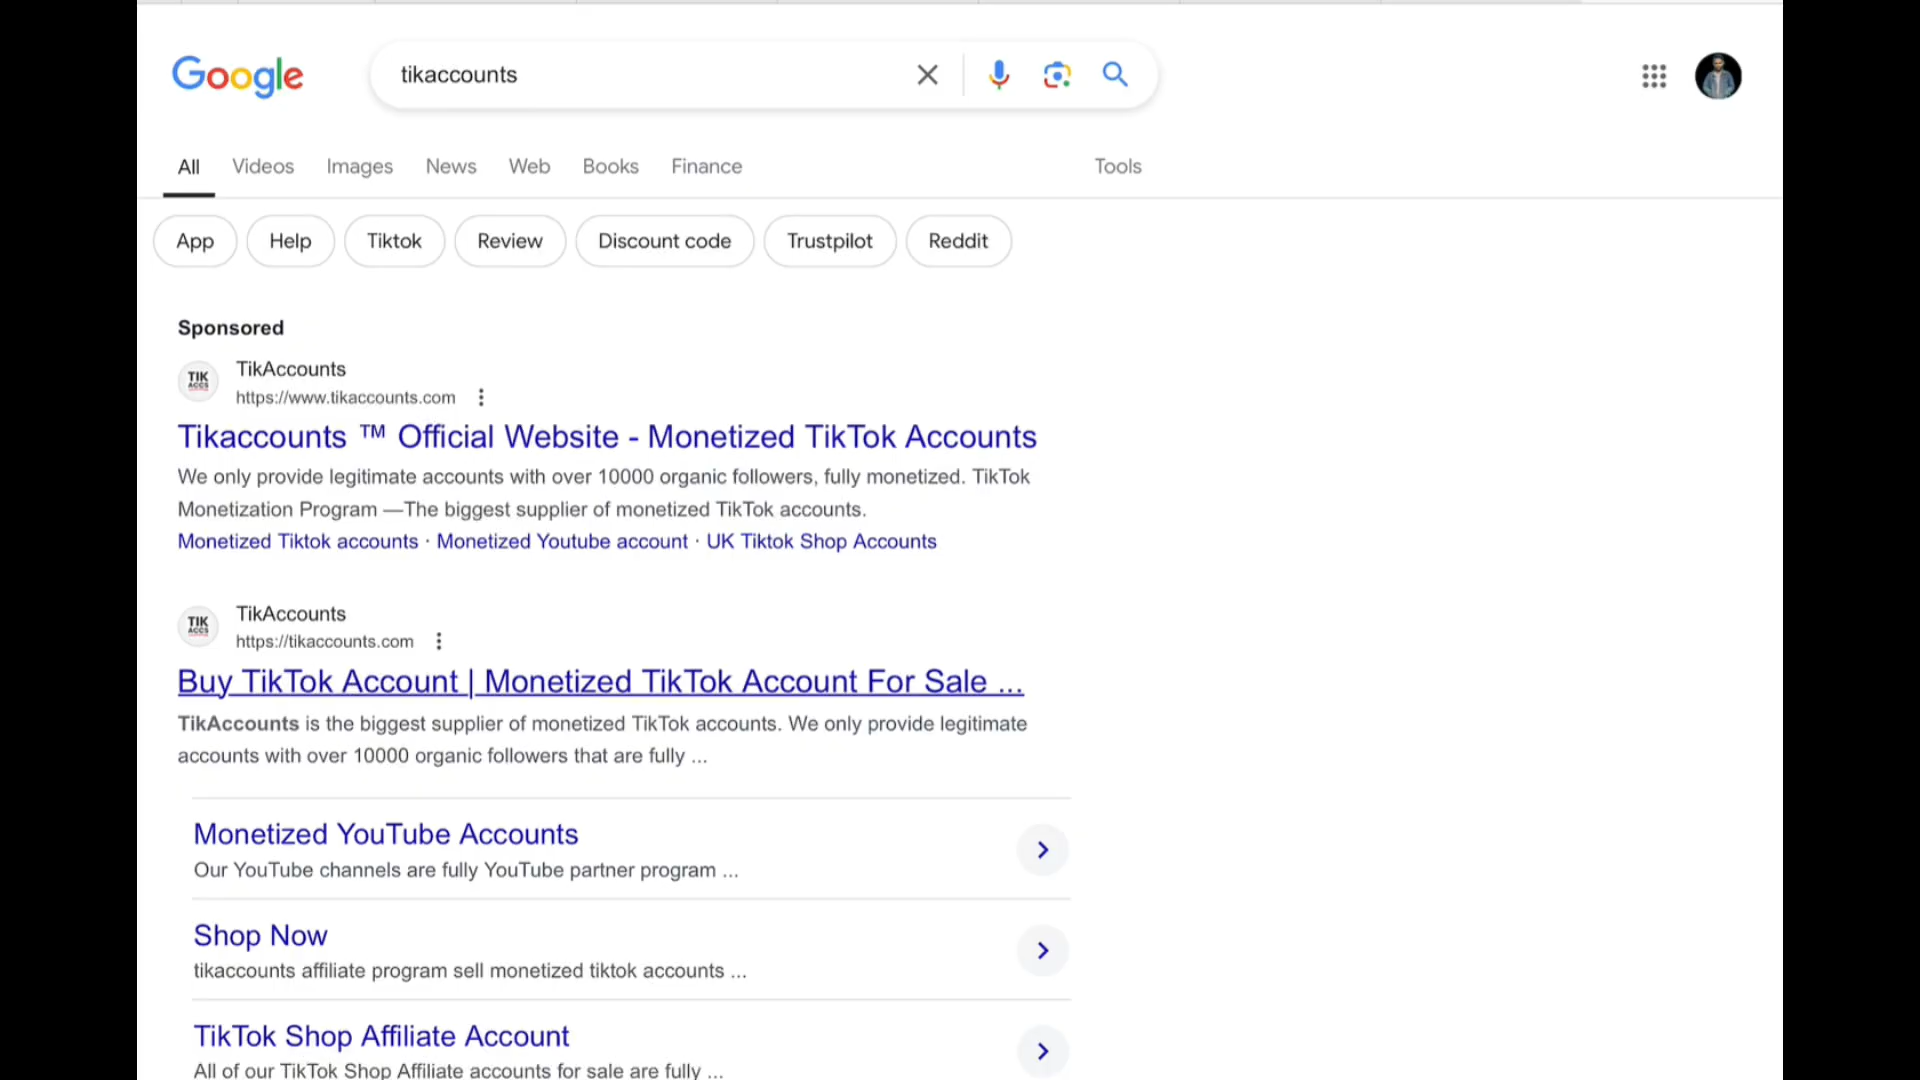 Google
tikaccounts
All Videos Images News Web Books Finance Tools
App Help Tiktok Review Discount code Trustpilot Reddit
Sponsored
TIK
ACCS
TikAccounts
https://www.tikaccounts.com
Tikaccounts ™ Official Website - Monetized TikTok Accounts
We only provide legitimate accounts with over 10000 organic followers, fully monetized. TikTok
Monetization Program —The biggest supplier of monetized TikTok accounts.
Monetized Tiktok accounts · Monetized Youtube account · UK Tiktok Shop Accounts
TIK
ACCS
TikAccounts
https://tikaccounts.com
Buy TikTok Account | Monetized TikTok Account For Sale ...
TikAccounts is the biggest supplier of monetized TikTok accounts. We only provide legitimate
accounts with over 10000 organic followers that are fully ...
Monetized YouTube Accounts
Our YouTube channels are fully YouTube partner program ...
Shop Now
tikaccounts affiliate program sell monetized tiktok accounts ...
TikTok Shop Affiliate Account
All of our TikTok Shop Affiliate accounts for sale are fully ...